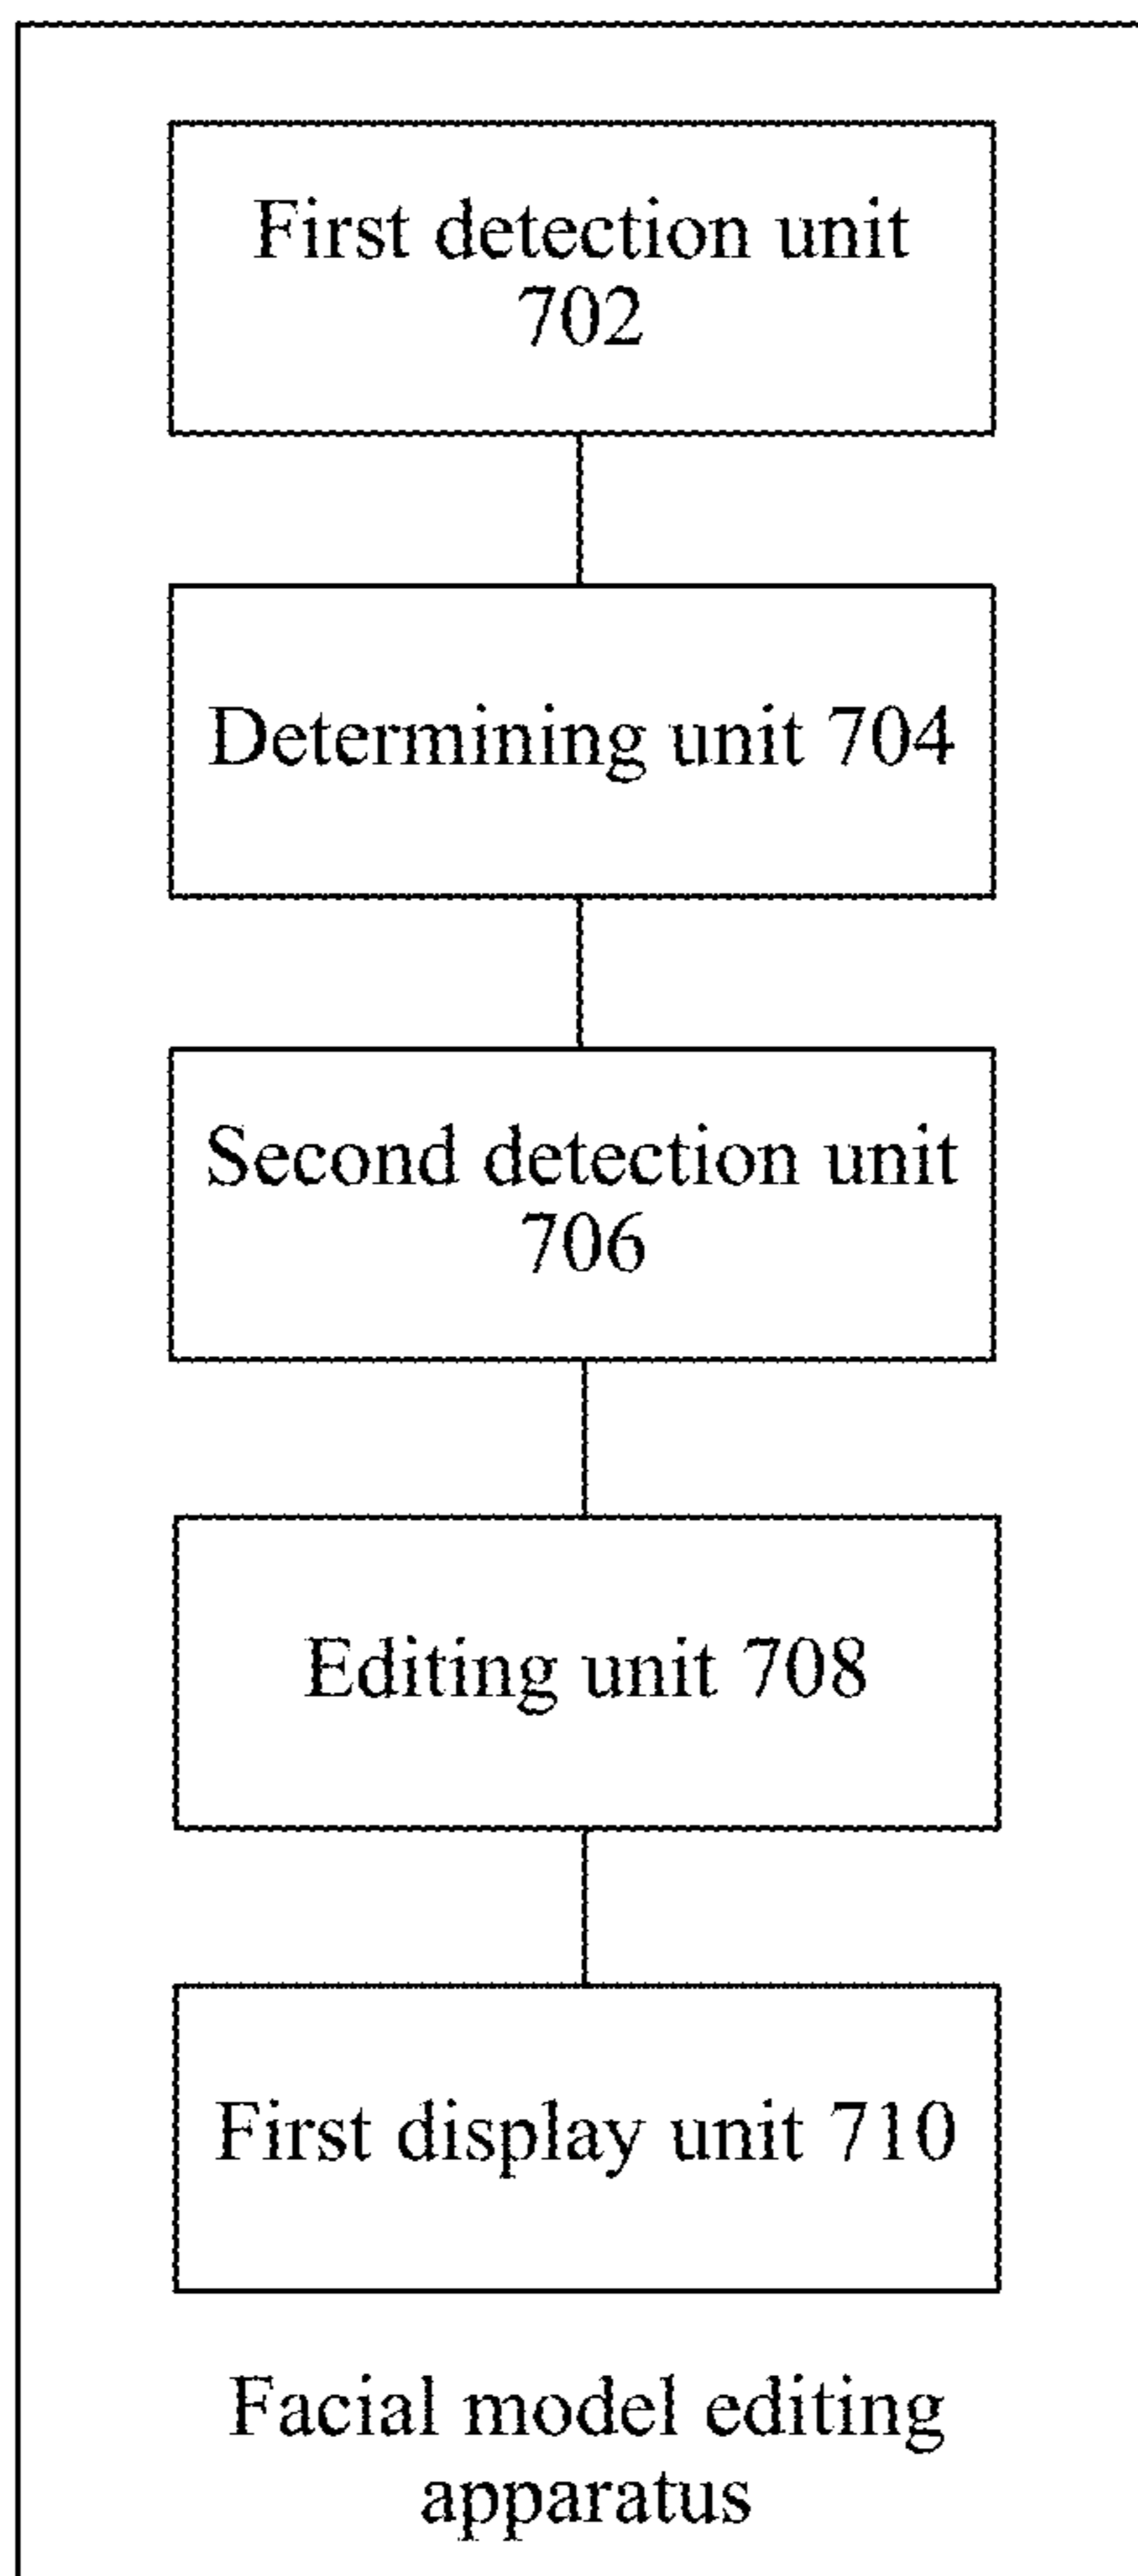 First detection unit
702
Determining unit 704
Second detection unit
706
Editing unit 708
First display unit 710
Facial model editing
apparatus